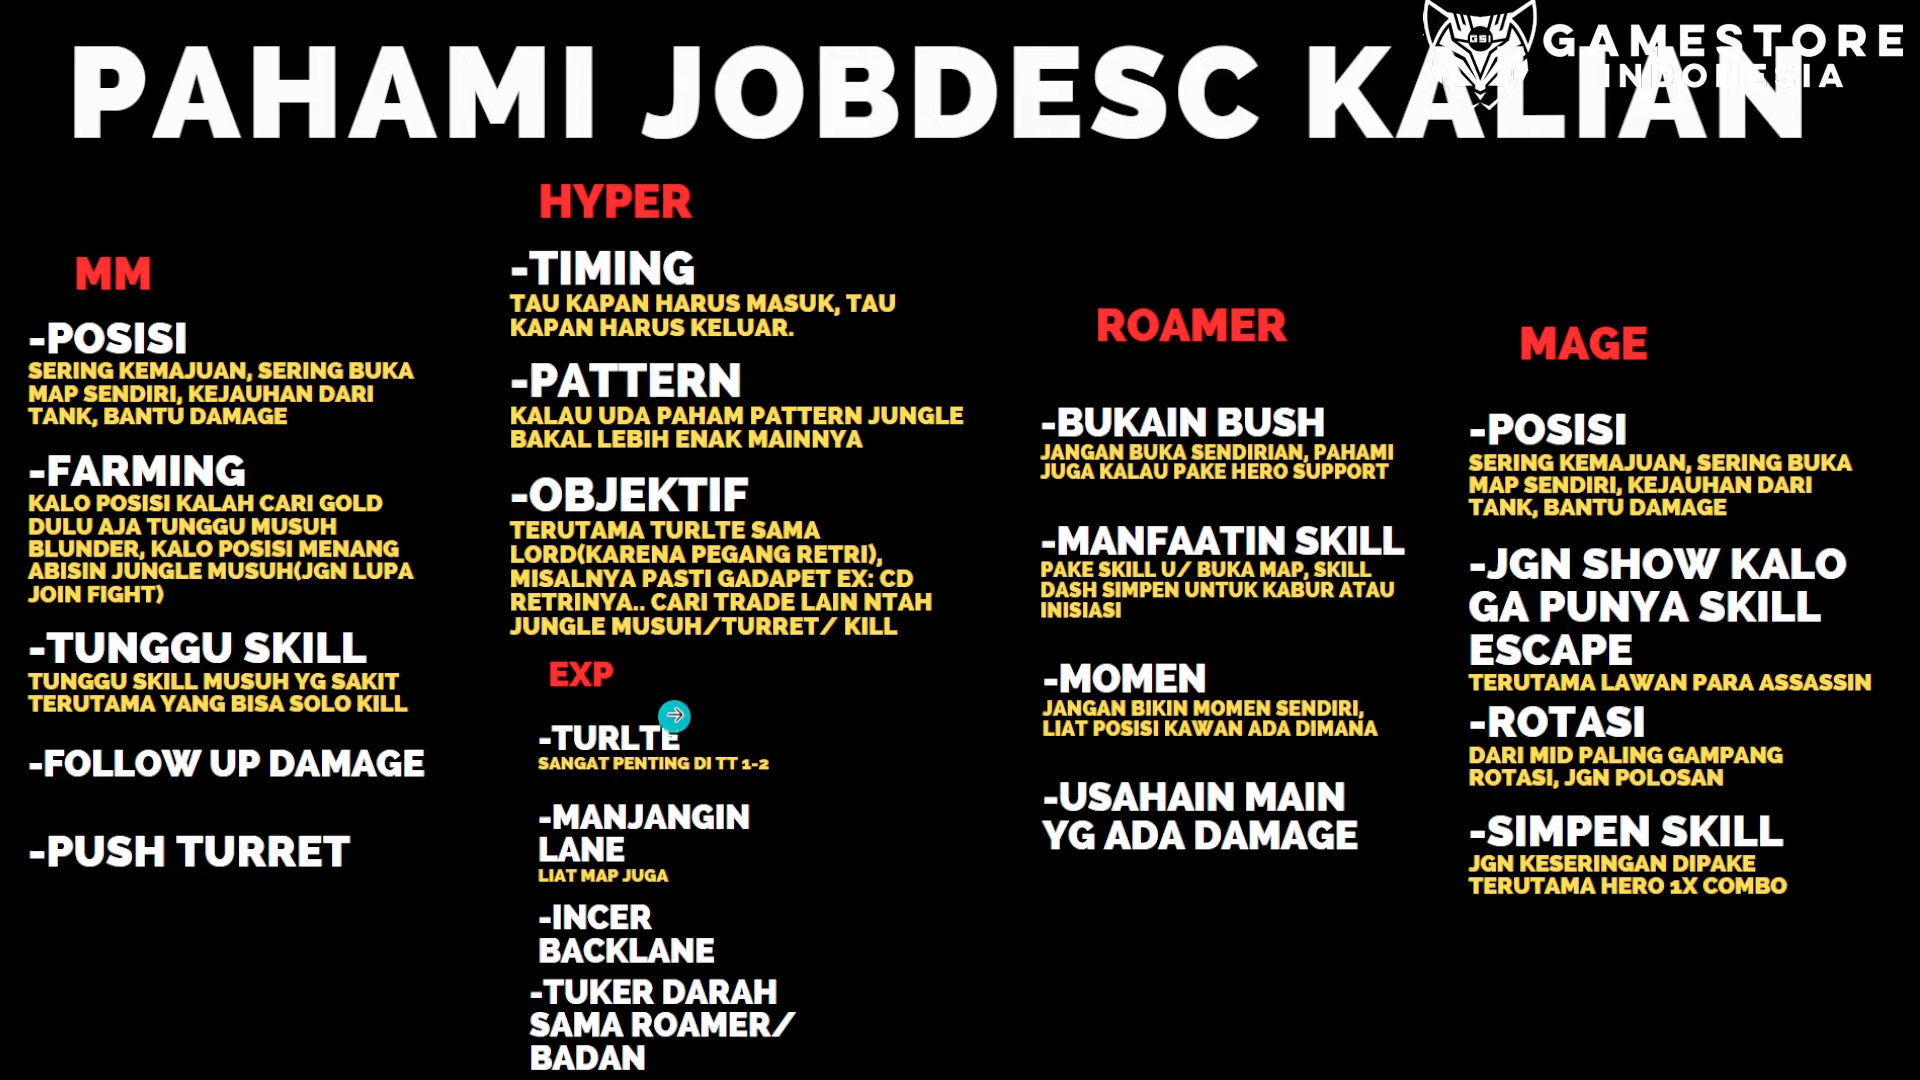 PAHAMI JOBDESC KALIAN
GSI
GAMESTORE
INDONESIA
MM
-POSISI
SERING KEMAJUAN, SERING BUKA
MAP SENDIRI, KEJAUHAN DARI
TANK, BANTU DAMAGE
-FARMING
KALO POSISI KALAH CARI GOLD
DULU AJA TUNGGU MUSUH
BLUNDER, KALO POSISI MENANG
ABISIN JUNGLE MUSUH(JGN LUPA
JOIN FIGHT)
-TUNGGU SKILL
TUNGGU SKILL MUSUH YG SAKIT
TERUTAMA YANG BISA SOLO KILL
-FOLLOW UP DAMAGE
-PUSH TURRET
HYPER
-TIMING
TAU KAPAN HARUS MASUK, TAU
KAPAN HARUS KELUAR.
-PATTERN
KALAU UDA PAHAM PATTERN JUNGLE
BAKAL LEBIH ENAK MAINNYA
-OBJEKTIF
TERUTAMA TURLTE SAMA
LORD(KARENA PEGANG RETRI),
MISALNYA PASTI GADAPET EX: CD
RETRINYA.. CARI TRADE LAIN NTAH
JUNGLE MUSUH/TURRET/ KILL
EXP
-TURLTE
SANGAT PENTING DI TT 1-2
-MANJANGIN
LANE
LIAT MAP JUGA
-INCER
BACKLANE
-TUKER DARAH
SAMA ROAMER/
BADAN
ROAMER
-BUKAIN BUSH
JANGAN BUKA SENDIRIAN, PAHAMI
JUGA KALAU PAKE HERO SUPPORT
-MANFAATIN SKILL
PAKE SKILL U/ BUKA MAP, SKILL
DASH SIMPEN UNTUK KABUR ATAU
INISIASI
-MOMEN
JANGAN BIKIN MOMEN SENDIRI,
LIAT POSISI KAWAN ADA DIMANA
-USAHAIN MAIN
YG ADA DAMAGE
MAGE
-POSISI
SERING KEMAJUAN, SERING BUKA
MAP SENDIRI, KEJAUHAN DARI
TANK, BANTU DAMAGE
-JGN SHOW KALO
GA PUNYA SKILL
ESCAPE
TERUTAMA LAWAN PARA ASSASSIN
-ROTASI
DARI MID PALING GAMPANG
ROTASI, JGN POLOSAN
-SIMPEN SKILL
JGN KESERINGAN DIPAKE
TERUTAMA HERO 1X COMBO